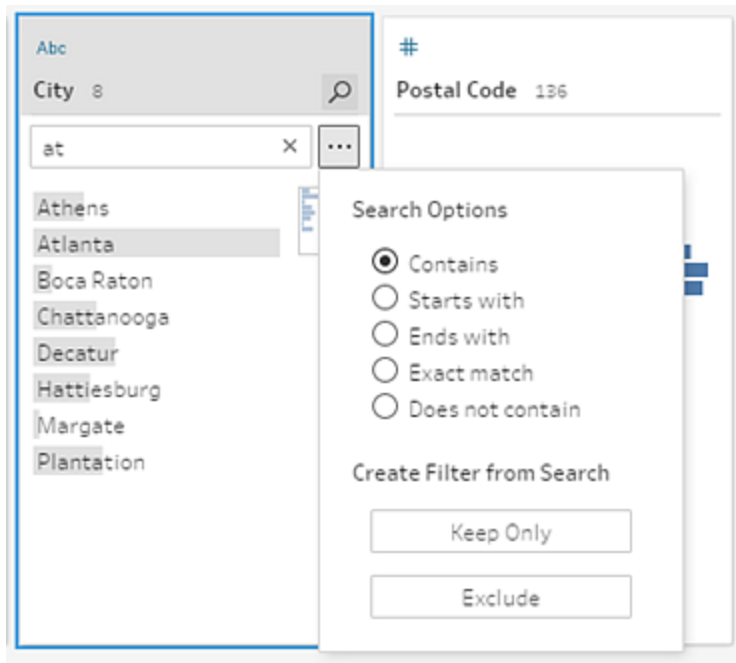 Abc
City 8
at
Athens
Atlanta
Boca Raton
Chattanooga
Decatur
Hattiesburg
Margate
Plantation
#
Postal Code 136
Search Options
Contains
Starts with
Ends with
Exact match
Does not contain
Create Filter from Search
Keep Only
Exclude